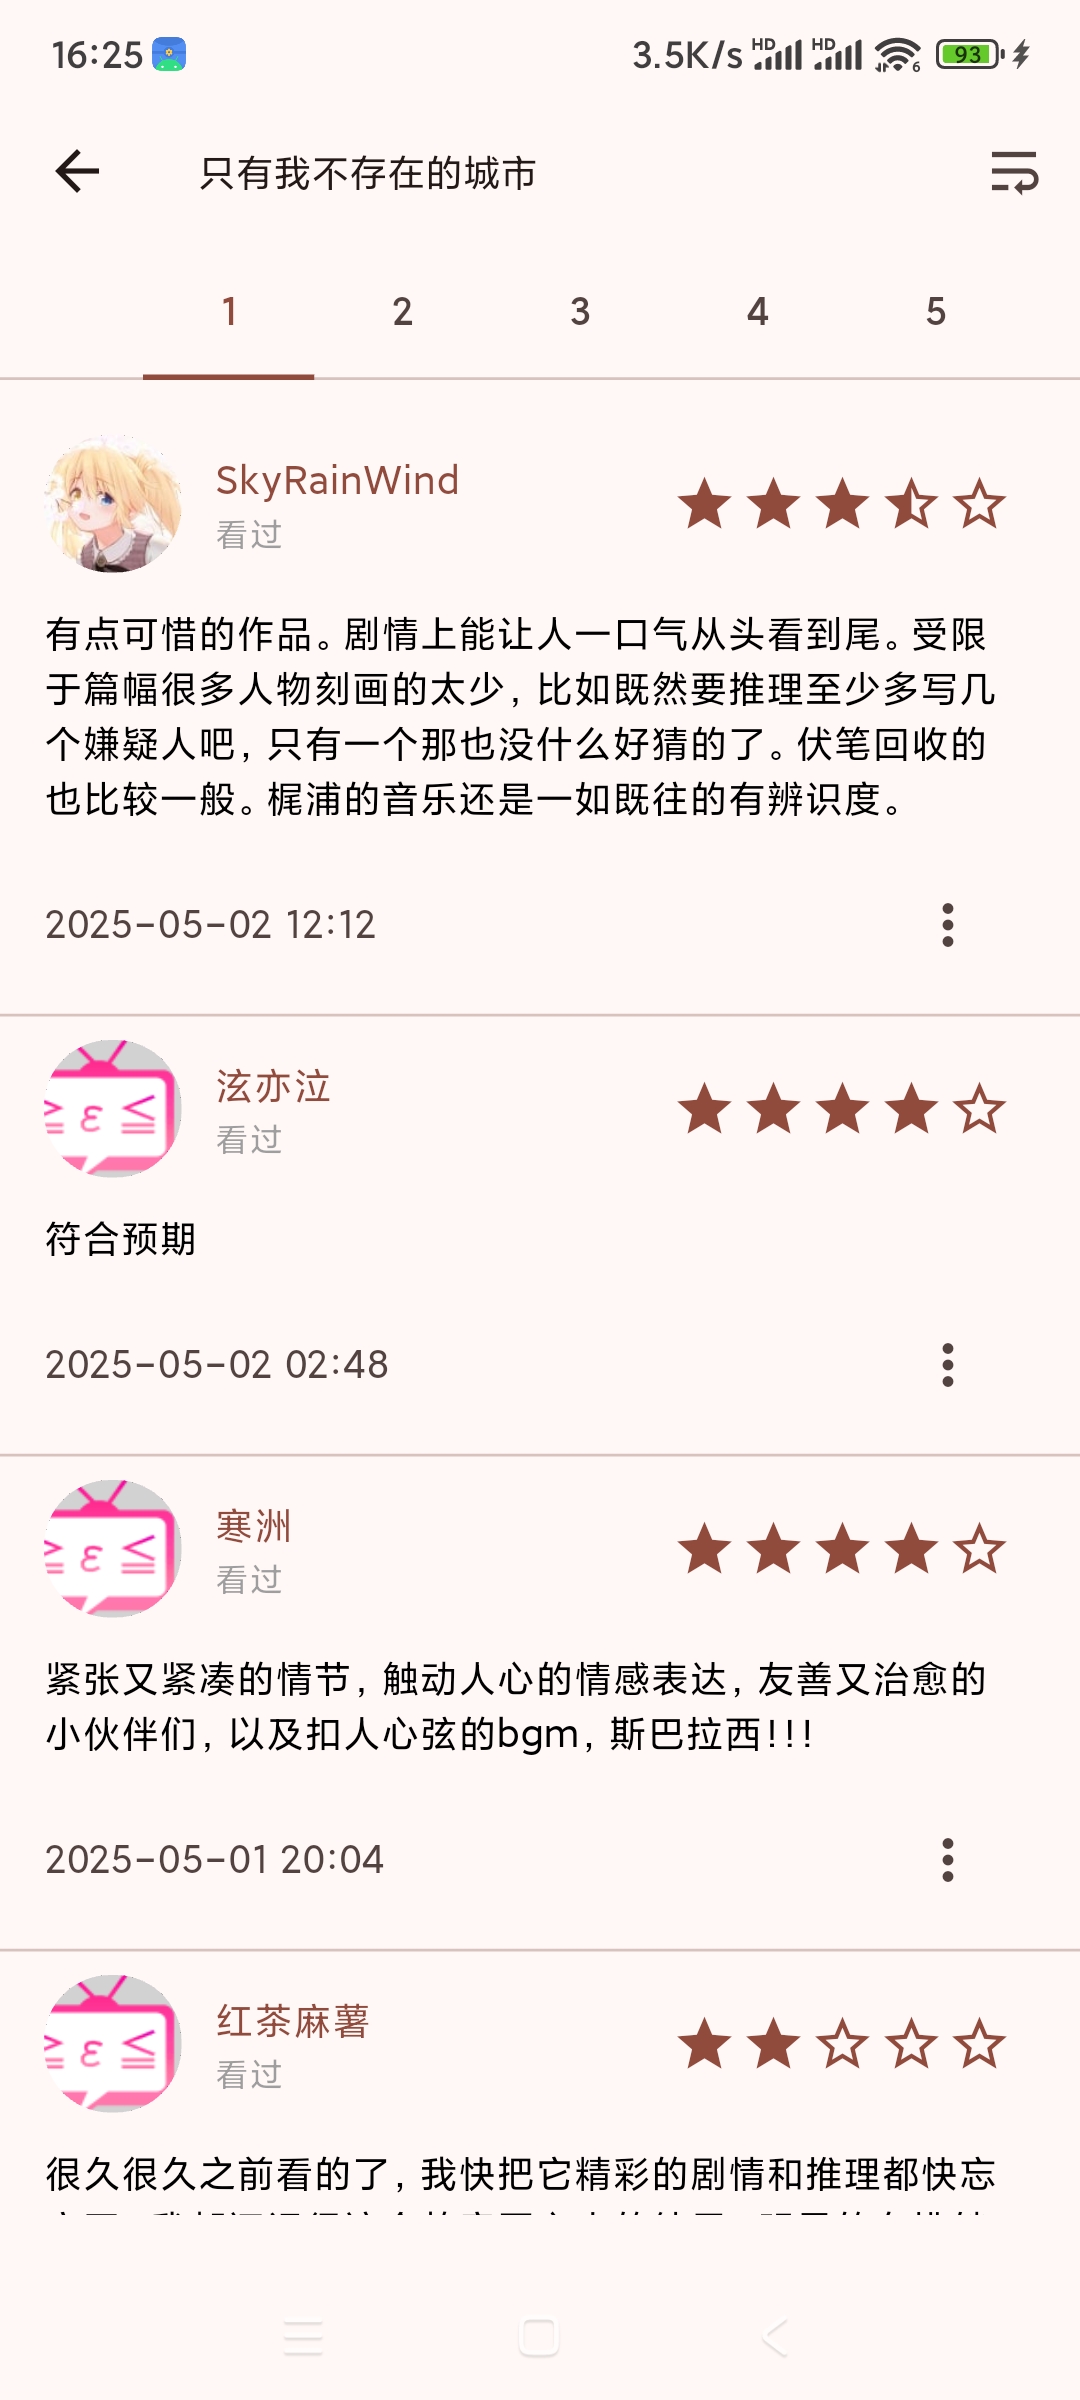 16:25 3.5K/s HD HD 6 93
只有我不存在的城市
1 2 3 4 5
SkyRainWind
看过
有点可惜的作品。剧情上能让人一口气从头看到尾。受限
于篇幅很多人物刻画的太少，比如既然要推理至少多写几
个嫌疑人吧，只有一个那也没什么好猜的了。伏笔回收的
也比较一般。梶浦的音乐还是一如既往的有辨识度。
2025-05-02 12:12
泫亦泣
看过
符合预期
2025-05-02 02:48
寒洲
看过
紧张又紧凑的情节，触动人心的情感表达，友善又治愈的
小伙伴们，以及扣人心弦的bgm，斯巴拉西！！！
2025-05-01 20:04
红茶麻薯
看过
很久很久之前看的了，我快把它精彩的剧情和推理都快忘